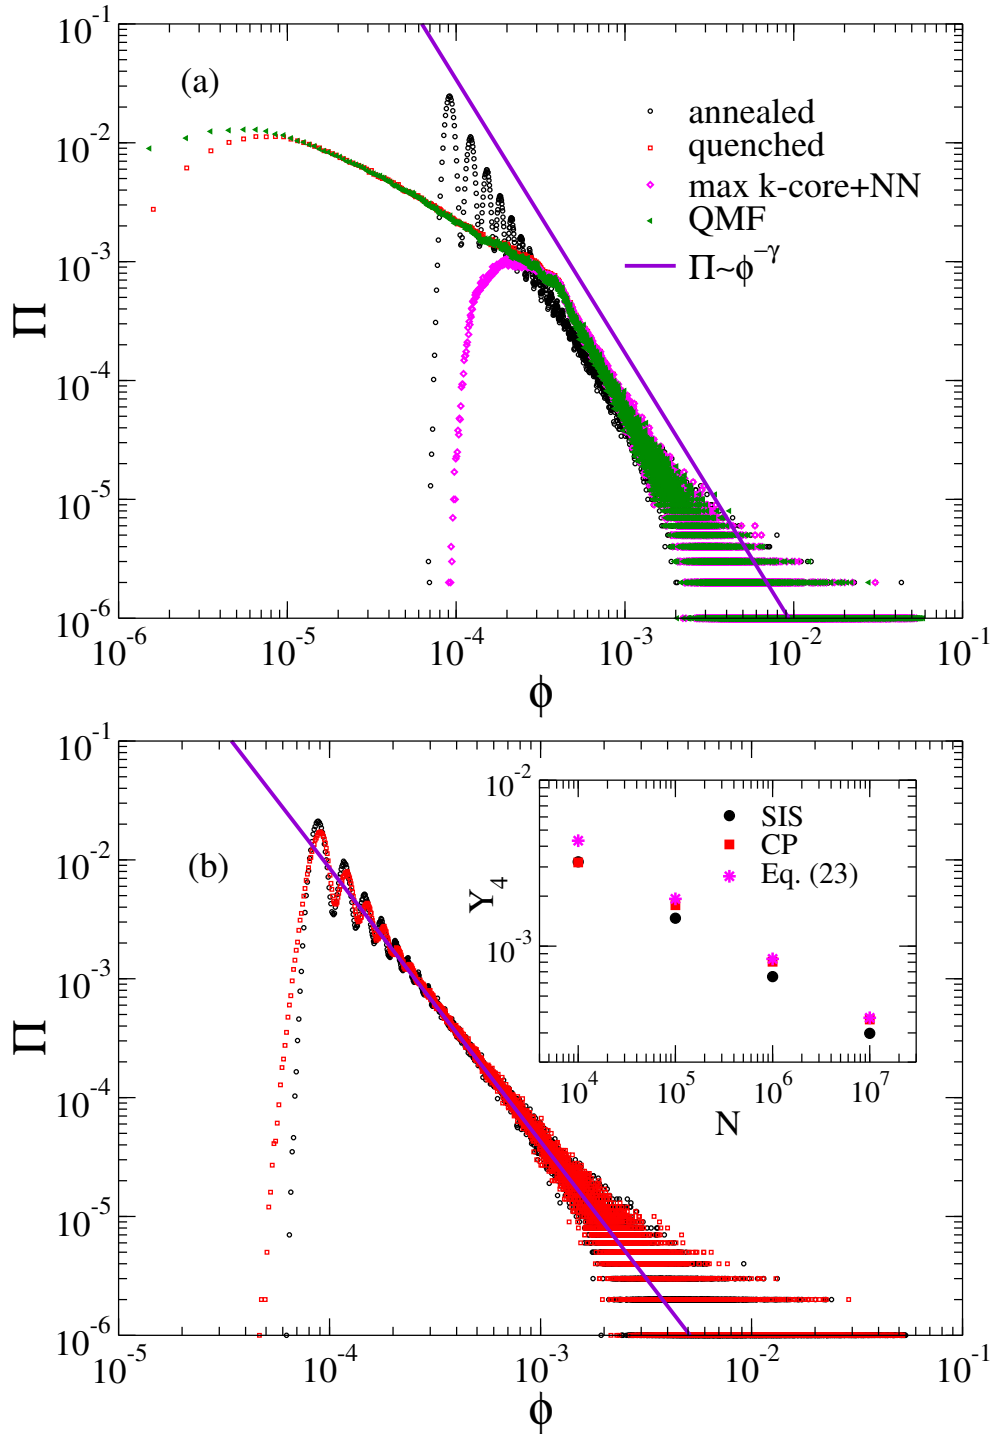 (a)
annealed
quenched
max k-core+NN
QMF
Π~ϕ^−γ
10^-1
10^-2
10^-3
10^-4
10^-5
10^-6
Π
10^-6 10^-5 10^-4 10^-3 10^-2 10^-1
ϕ
(b)
10^-1
10^-2
10^-3
10^-4
10^-5
10^-6
Π
10^-5 10^-4 10^-3 10^-2 10^-1
ϕ
SIS
CP
Eq. (23)
10^-2
10^-3
Y_4
10^4 10^5 10^6 10^7
N